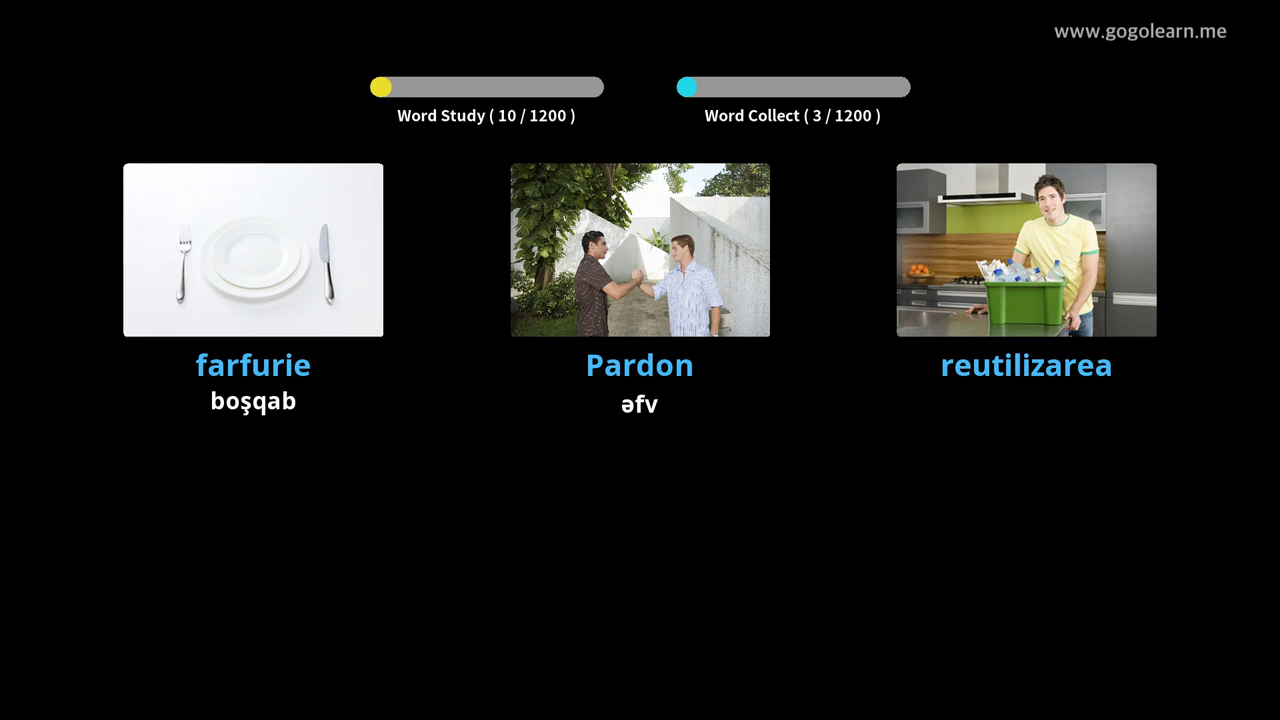 www.gogolearn.me
Word Study ( 10 / 1200 )
Word Collect ( 3 / 1200 )
farfurie
Pardon
reutilizarea
boşqab
əfv